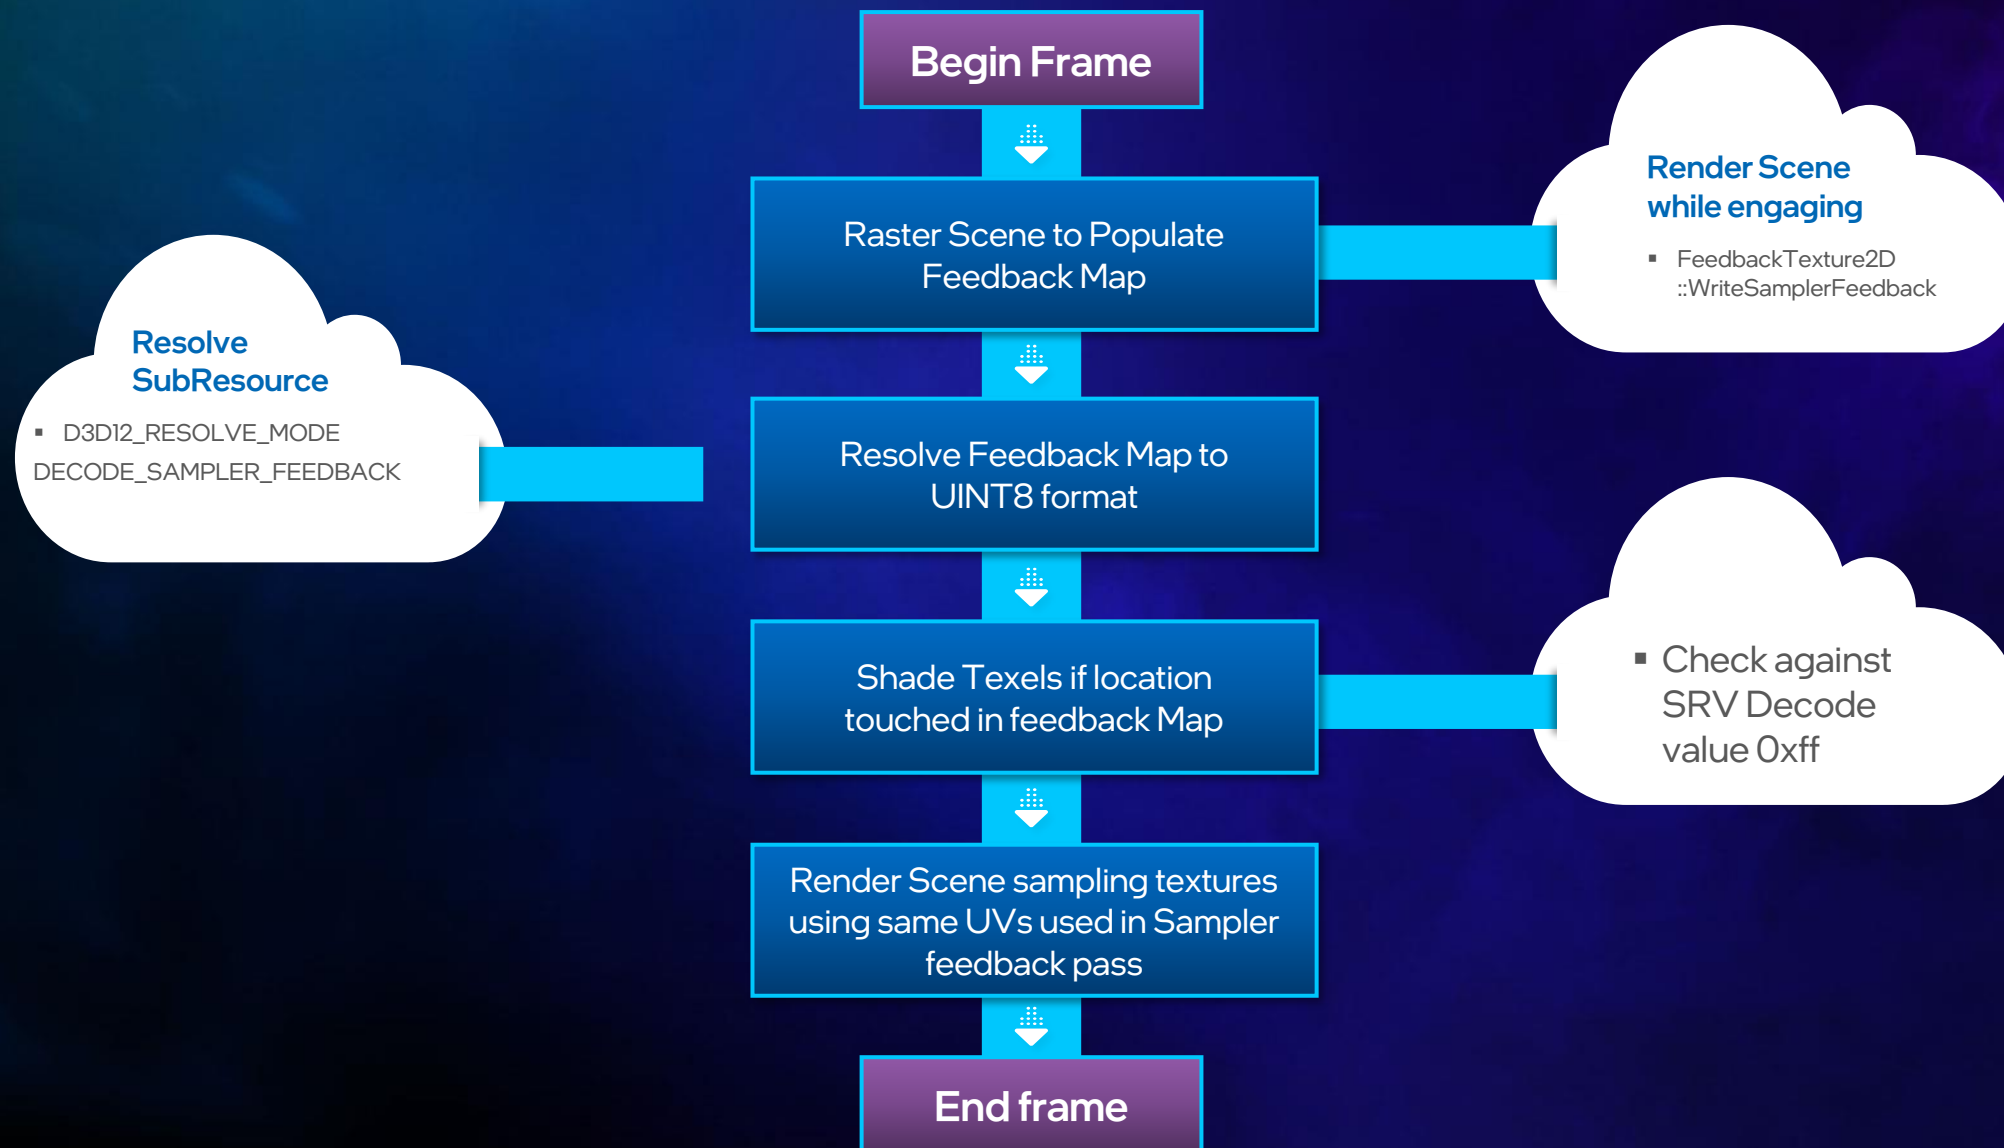 Begin Frame
Raster Scene to Populate
Feedback Map
Render Scene
while engaging
▪ FeedbackTexture2D
::WriteSamplerFeedback
Resolve
SubResource
▪ D3D12_RESOLVE_MODE
DECODE_SAMPLER_FEEDBACK
Resolve Feedback Map to
UINT8 format
Shade Texels if location
touched in feedback Map
▪ Check against
SRV Decode
value 0xff
Render Scene sampling textures
using same UVs used in Sampler
feedback pass
End frame